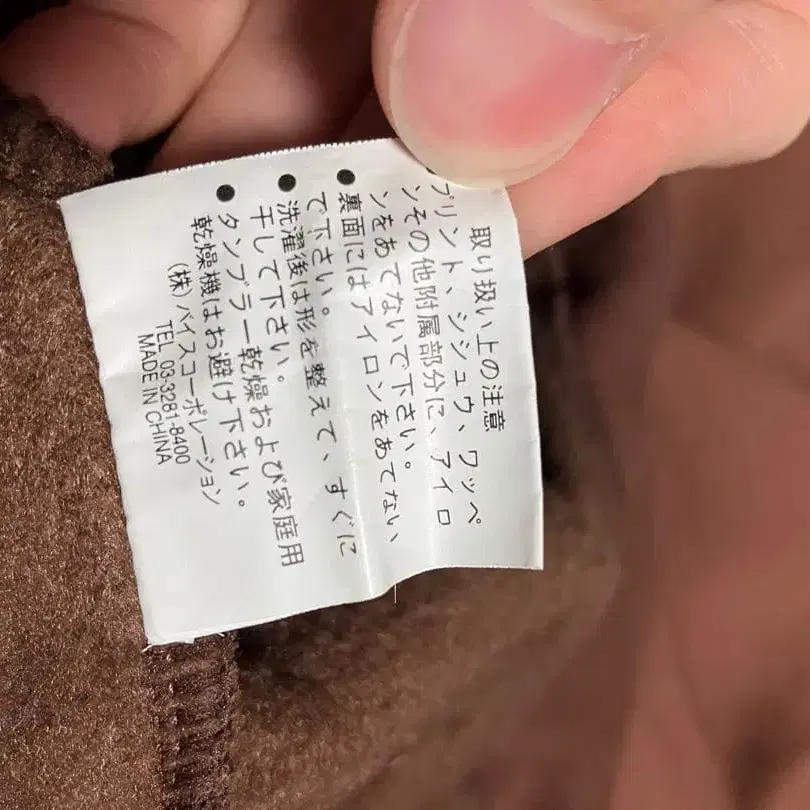 取り扱い上の注意
プリント、シシュウ、ワッペ
ンその他附属部分に、アイロ
ンをあてないで下さい。
●裏面にはアイロンをあてない
で下さい。
●洗濯後は形を整えて、すぐに
干して下さい。
●タンブラー乾燥および家庭用
乾燥機はお避け下さい。
(株)バイスコーポレーション
TEL 03-3281-8400
MADE IN CHINA